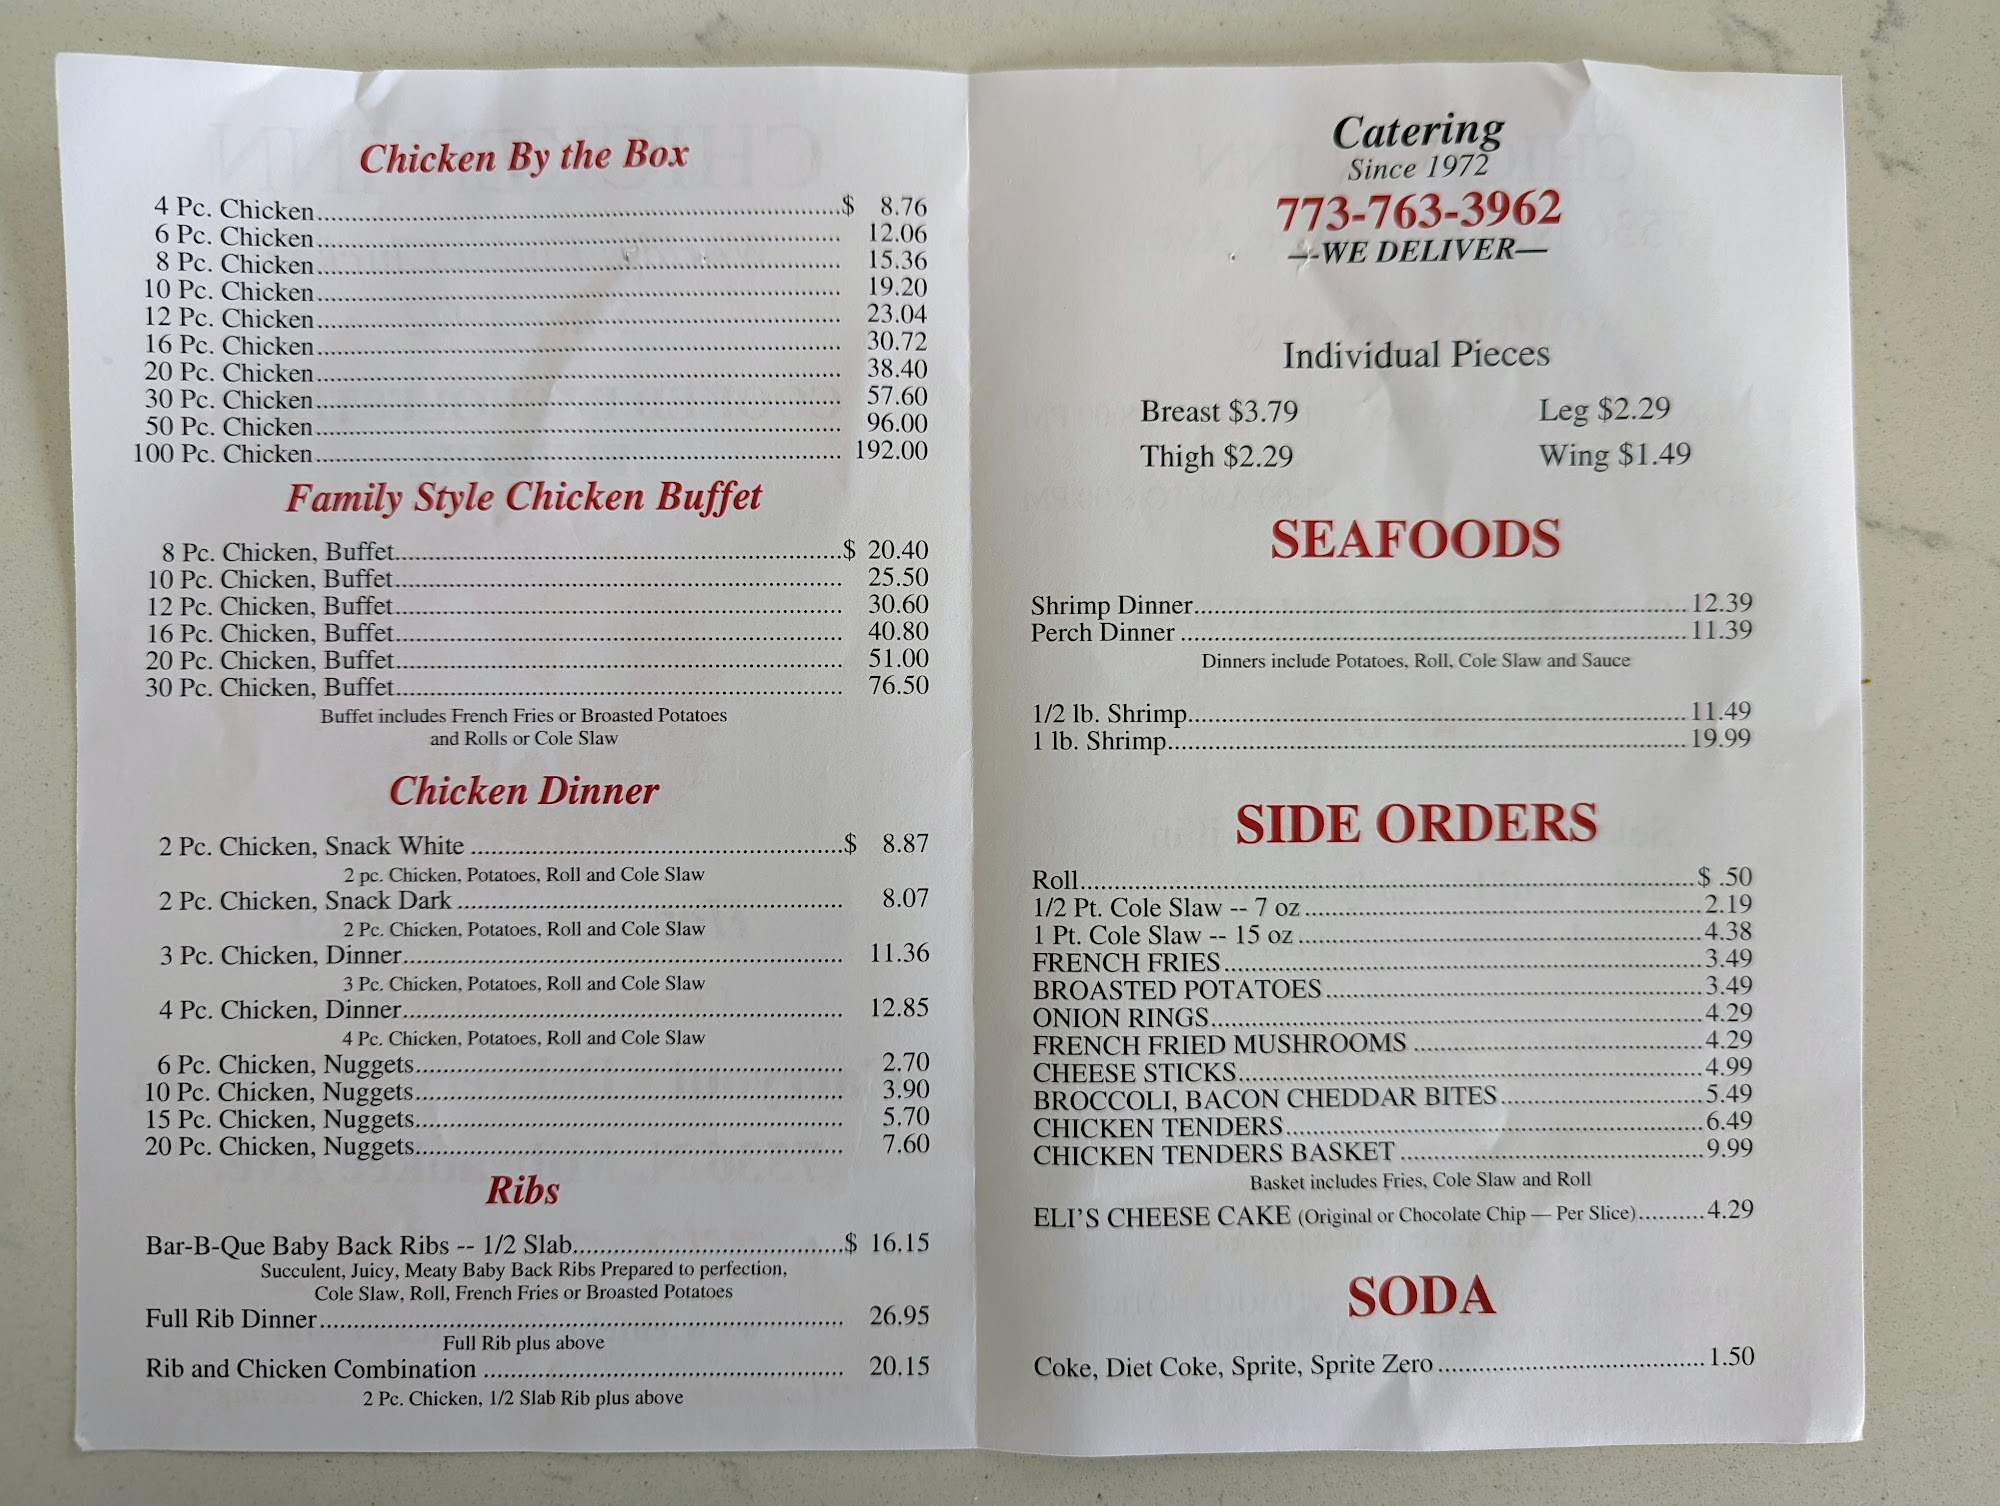 Chicken By the Box
4 Pc. Chicken $ 8.76
6 Pc. Chicken 12.06
8 Pc. Chicken 15.36
10 Pc. Chicken 19.20
12 Pc. Chicken 23.04
16 Pc. Chicken 30.72
20 Pc. Chicken 38.40
30 Pc. Chicken 57.60
50 Pc. Chicken 96.00
100 Pc. Chicken 192.00
Family Style Chicken Buffet
8 Pc. Chicken, Buffet $ 20.40
10 Pc. Chicken, Buffet 25.50
12 Pc. Chicken, Buffet 30.60
16 Pc. Chicken, Buffet 40.80
20 Pc. Chicken, Buffet 51.00
30 Pc. Chicken, Buffet 76.50
Buffet includes French Fries or Broasted Potatoes
and Rolls or Cole Slaw
Chicken Dinner
2 Pc. Chicken, Snack White $ 8.87
2 pc. Chicken, Potatoes, Roll and Cole Slaw
2 Pc. Chicken, Snack Dark 8.07
2 Pc. Chicken, Potatoes, Roll and Cole Slaw
3 Pc. Chicken, Dinner 11.36
3 Pc. Chicken, Potatoes, Roll and Cole Slaw
4 Pc. Chicken, Dinner 12.85
4 Pc. Chicken, Potatoes, Roll and Cole Slaw
6 Pc. Chicken, Nuggets 2.70
10 Pc. Chicken, Nuggets 3.90
15 Pc. Chicken, Nuggets 5.70
20 Pc. Chicken, Nuggets 7.60
Ribs
Bar-B-Que Baby Back Ribs -- 1/2 Slab $ 16.15
Succulent, Juicy, Meaty Baby Back Ribs Prepared to perfection,
Cole Slaw, Roll, French Fries or Broasted Potatoes
Full Rib Dinner 26.95
Full Rib plus above
Rib and Chicken Combination 20.15
2 Pc. Chicken, 1/2 Slab Rib plus above
Catering
Since 1972
773-763-3962
—WE DELIVER—
Individual Pieces
Breast $3.79 Leg $2.29
Thigh $2.29 Wing $1.49
SEAFOODS
Shrimp Dinner 12.39
Perch Dinner 11.39
Dinners include Potatoes, Roll, Cole Slaw and Sauce
1/2 lb. Shrimp 11.49
1 lb. Shrimp 19.99
SIDE ORDERS
Roll $ .50
1/2 Pt. Cole Slaw -- 7 oz 2.19
1 Pt. Cole Slaw -- 15 oz 4.38
FRENCH FRIES 3.49
BROASTED POTATOES 3.49
ONION RINGS 4.29
FRENCH FRIED MUSHROOMS 4.29
CHEESE STICKS 4.99
BROCCOLI, BACON CHEDDAR BITES 5.49
CHICKEN TENDERS 6.49
CHICKEN TENDERS BASKET 9.99
Basket includes Fries, Cole Slaw and Roll
ELI'S CHEESE CAKE (Original or Chocolate Chip — Per Slice) 4.29
SODA
Coke, Diet Coke, Sprite, Sprite Zero 1.50